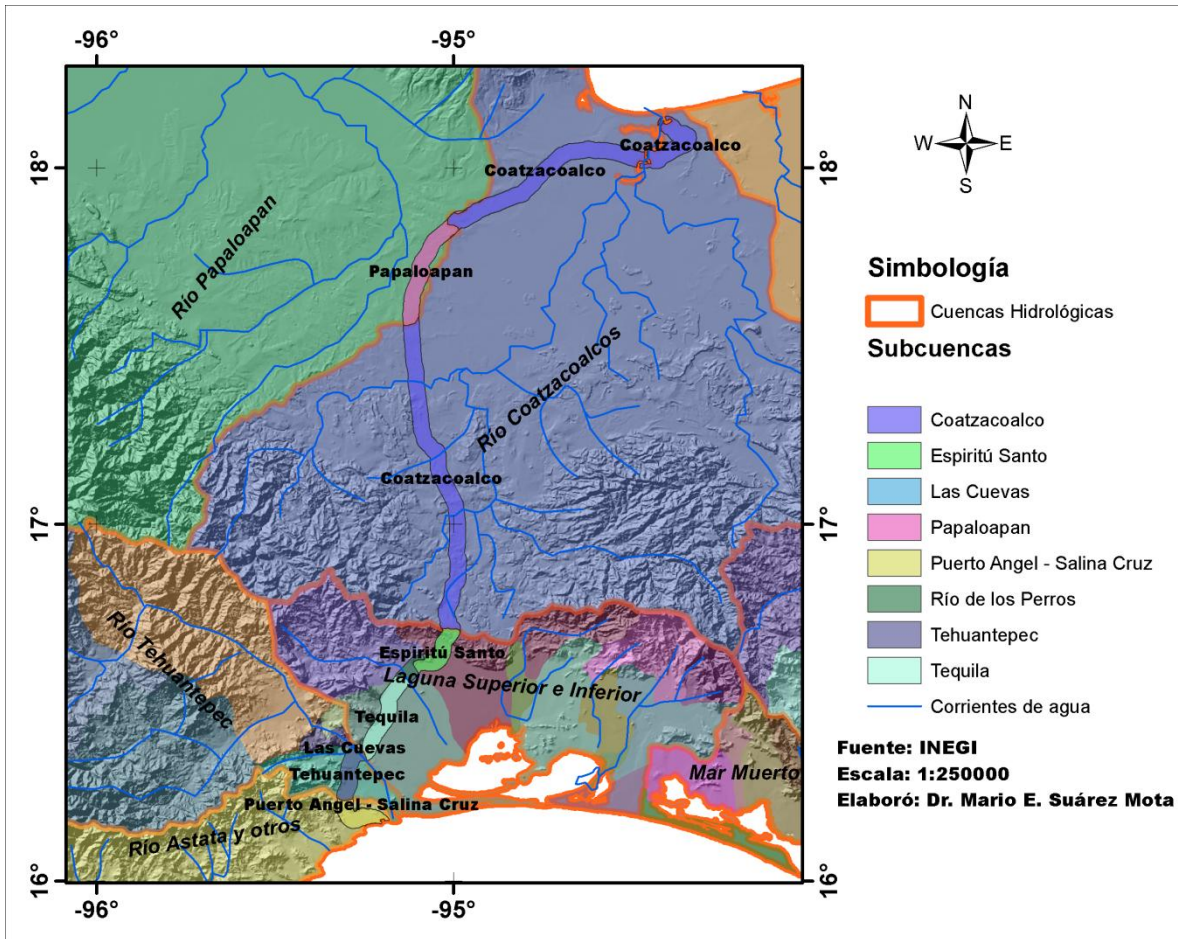 -96°
-95°
18°
18°
17°
17°
16°
16°
-96°
-95°
Coatzacoalco
Coatzacoalco
Papaloapan
Río Papaloapan
Río Coatzacoalcos
Coatzacoalco
Río Tehuantepec
Espiritú Santo
Laguna Superior e Inferior
Tequila
Las Cuevas
Tehuantepec
Mar Muerto
Puerto Angel - Salina Cruz
Río Astata y otros
N
W
E
S
Simbología
Cuencas Hidrológicas
Subcuencas
Coatzacoalco
Espiritú Santo
Las Cuevas
Papaloapan
Puerto Angel - Salina Cruz
Río de los Perros
Tehuantepec
Tequila
Corrientes de agua
Fuente: INEGI
Escala: 1:250000
Elaboró: Dr. Mario E. Suárez Mota